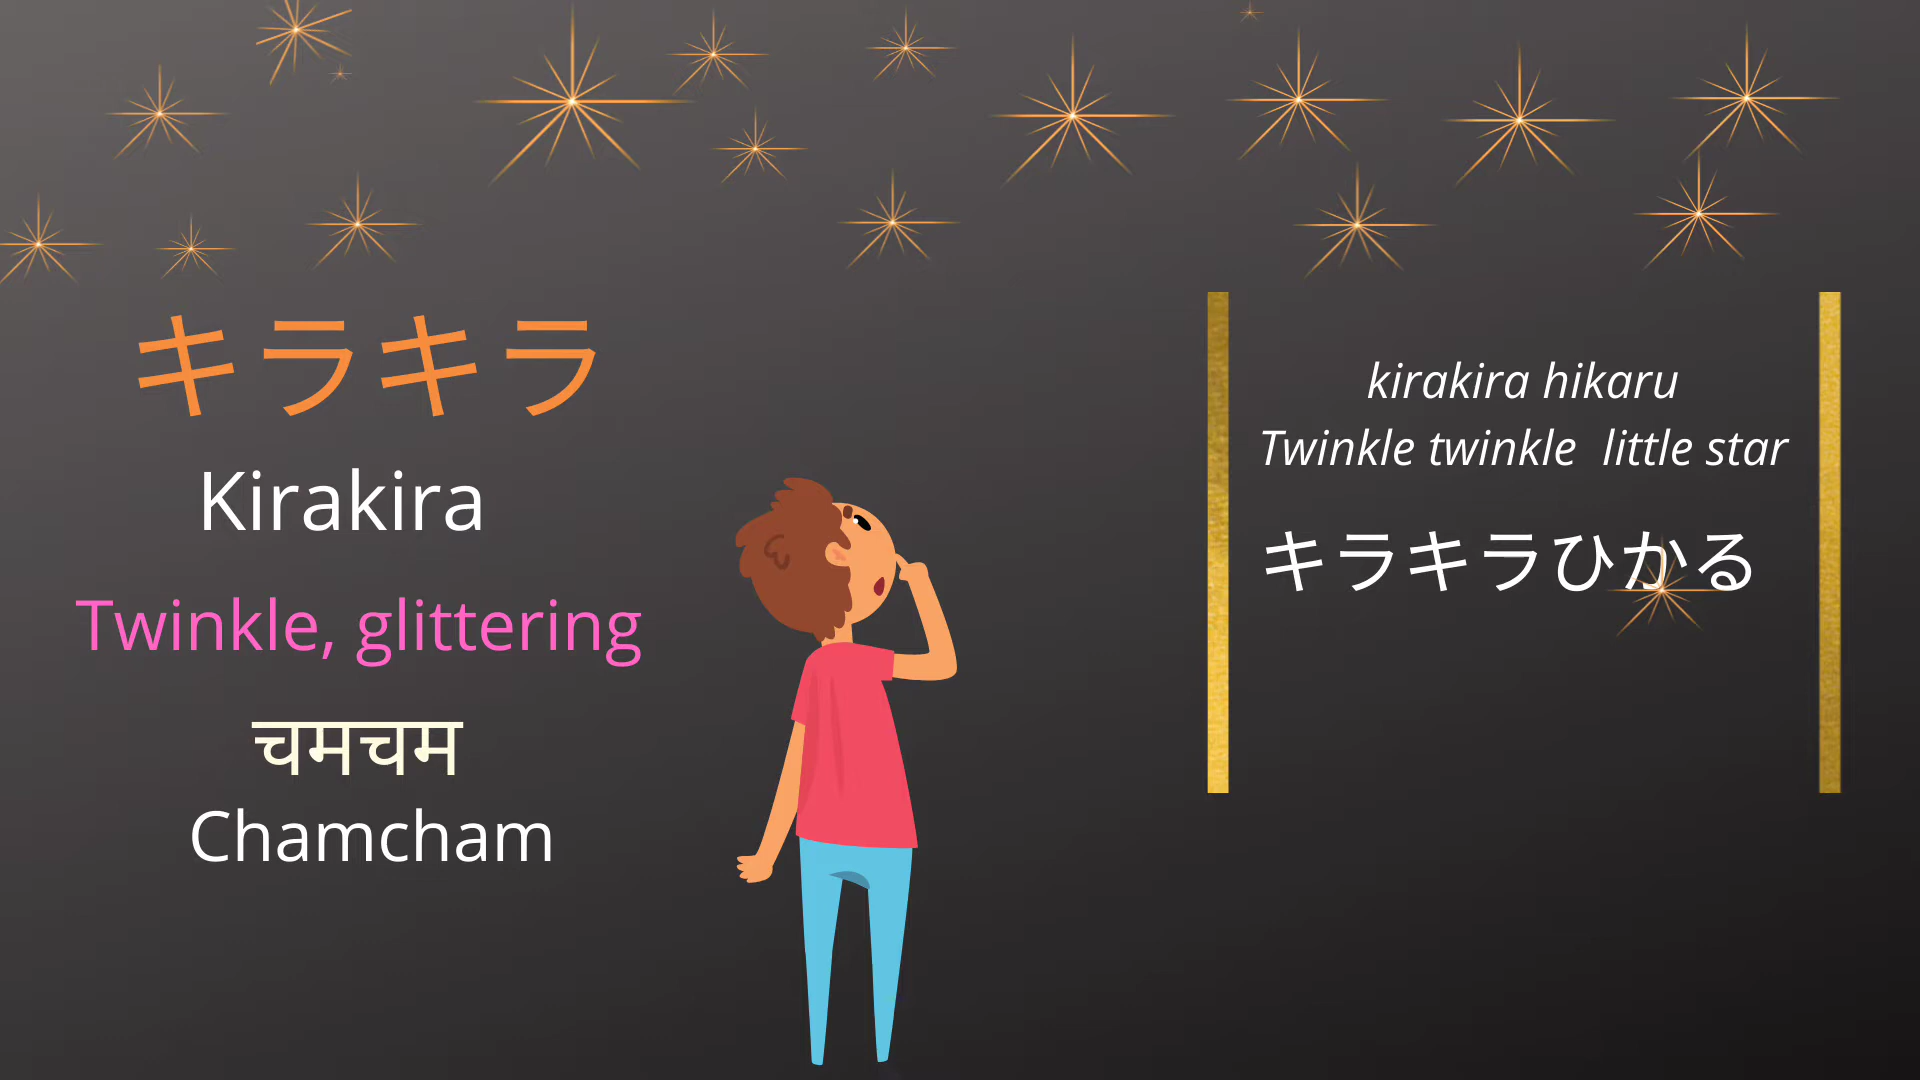 キラキラ
Kirakira
Twinkle, glittering
चमचम
Chamcham
kirakira hikaru
Twinkle twinkle little star
キラキラひかる